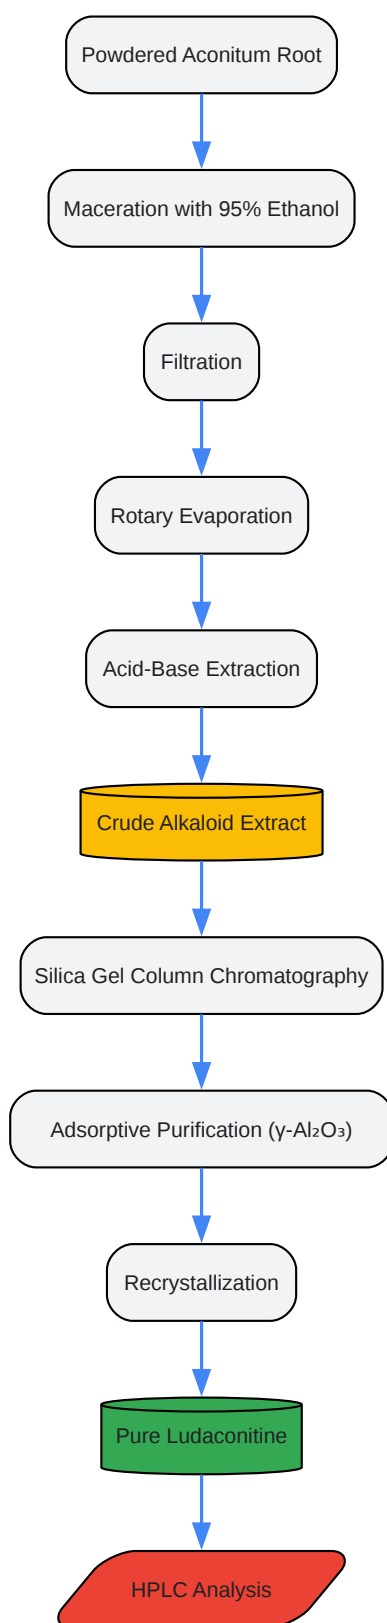 Powdered Aconitum Root
Maceration with 95% Ethanol
Filtration
Rotary Evaporation
Acid-Base Extraction
Crude Alkaloid Extract
Silica Gel Column Chromatography
Adsorptive Purification (γ-Al₂O₃)
Recrystallization
Pure Ludaconitine
HPLC Analysis